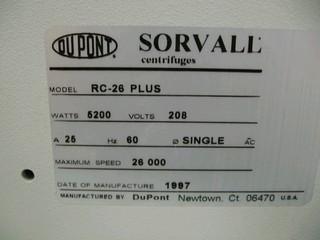 DU PONT SORVALL
centrifuges
MODEL RC-26 PLUS
WATTS 5200 VOLTS 208
A 25 Hz 60 ø SINGLE AC
MAXIMUM SPEED 26 000
DATE OF MANUFACTURE 1997
MANUFACTURED BY DuPont Newtown, Ct. 06470 U.S.A.